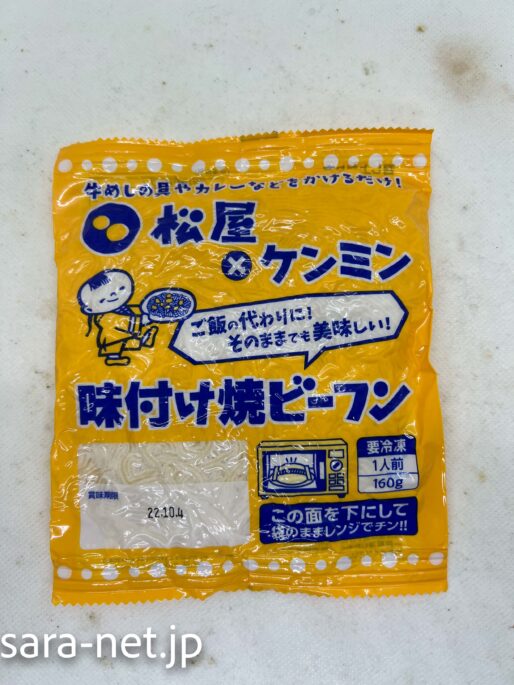 牛めしの具やカレーなどをかけるだけ!
松屋
×ケンミン
ご飯の代わりに!
そのままでも美味しい!
味付け焼ビーフン
要冷凍
1人前
160g
賞味期限
22.10.4
この面を下にして
袋のままレンジでチン!!
sara-net.jp